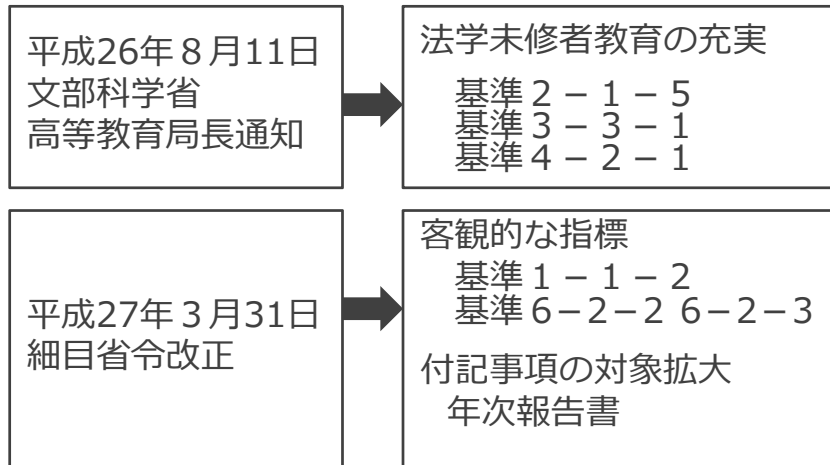 平成26年８月11日
文部科学省
高等教育局長通知
法学未修者教育の充実
基準２－１－５
基準３－３－１
基準４－２－１
平成27年３月31日
細目省令改正
客観的な指標
基準１－１－２
基準６－２－２ ６－２－３
付記事項の対象拡大
年次報告書